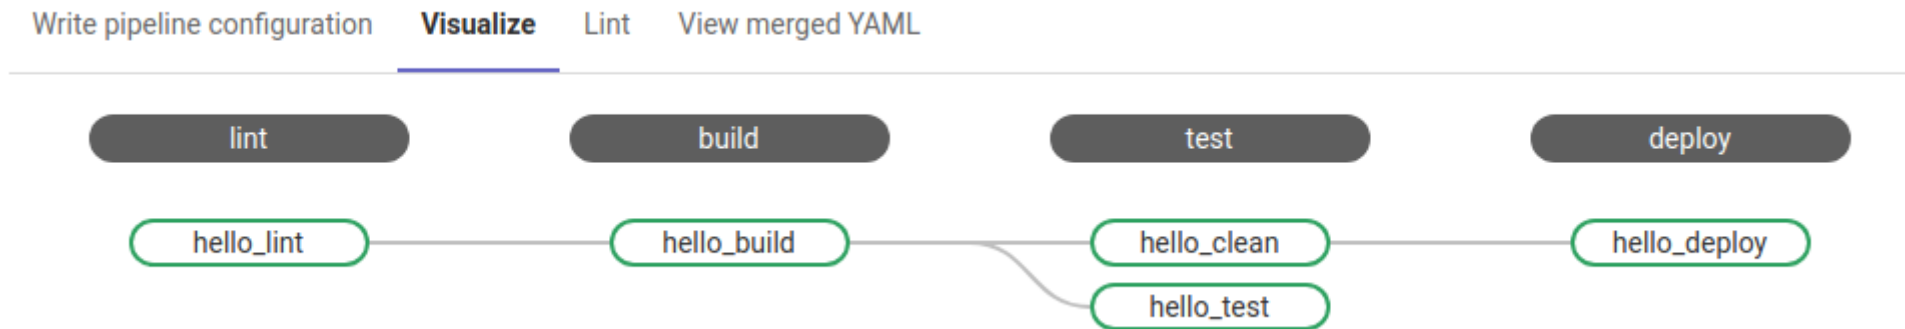 Write pipeline configuration Visualize Lint View merged YAML
lint build test deploy
hello_lint hello_build hello_clean hello_deploy
hello_test